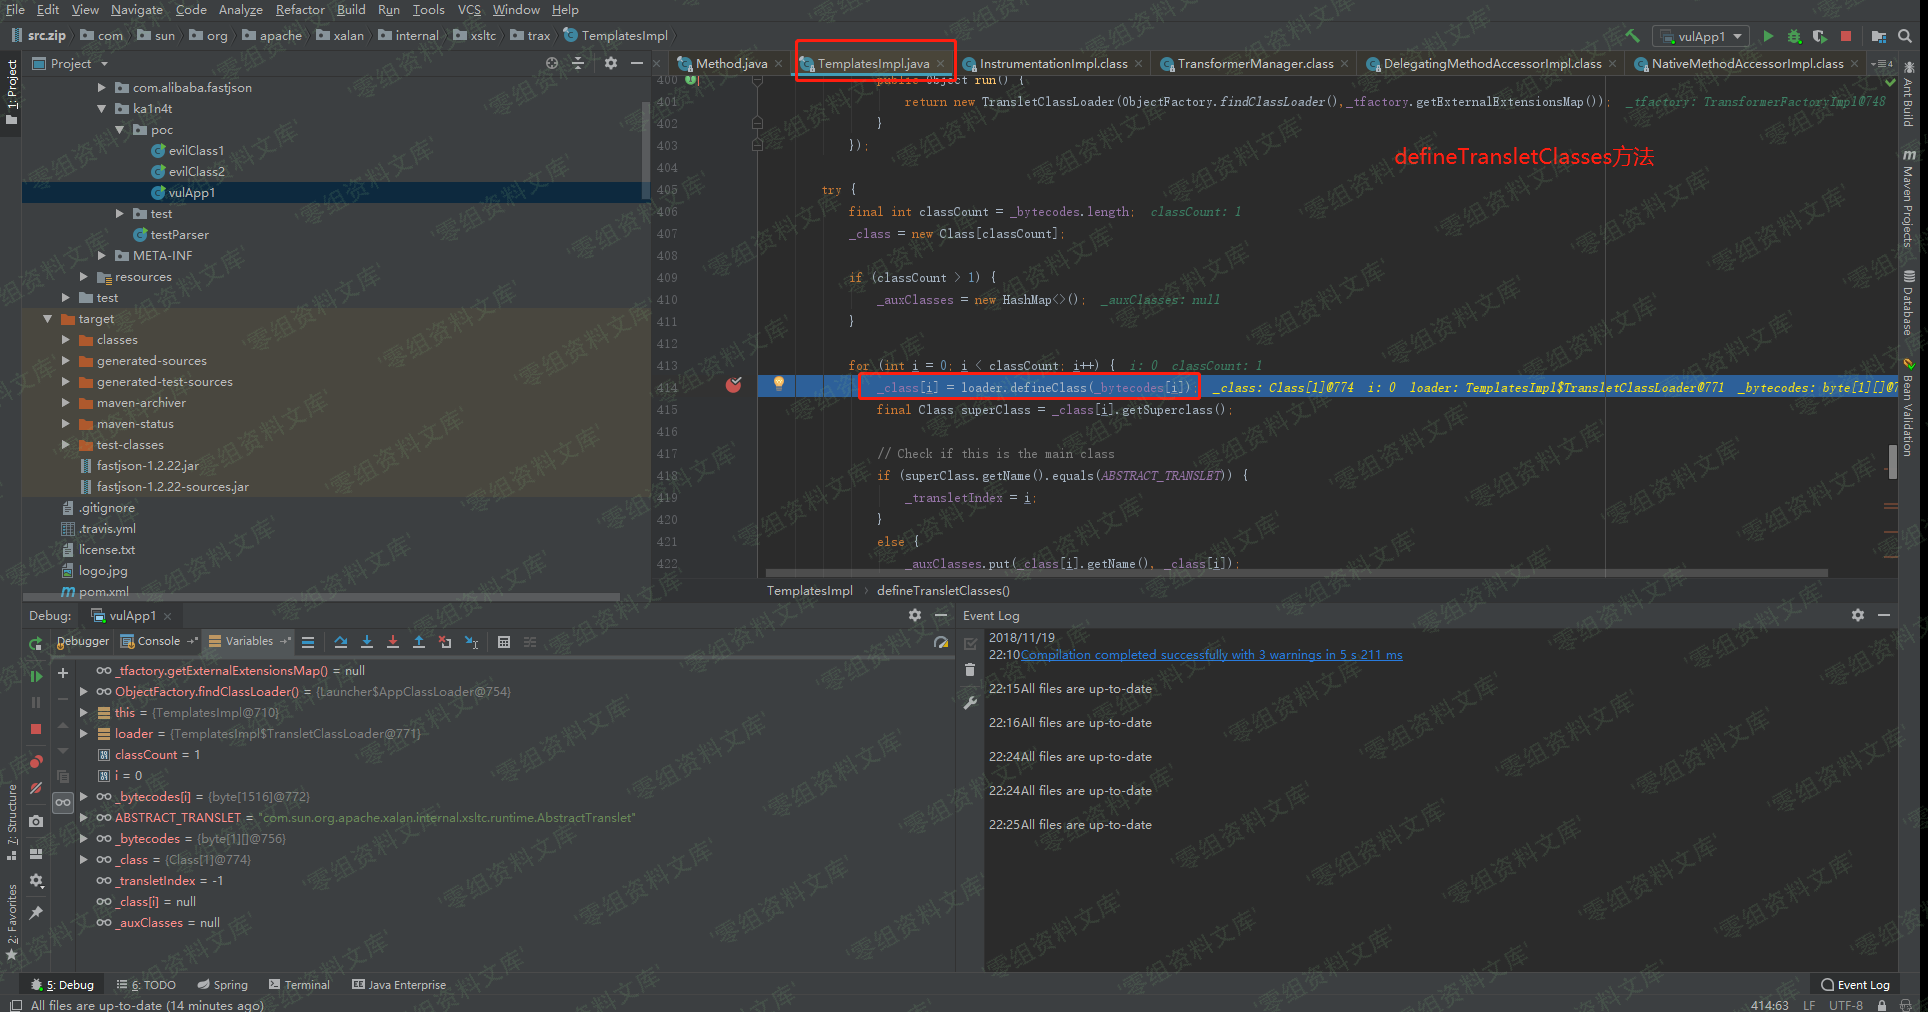 File Edit View Navigate Code Analyze Refactor Build Run Tools VCS Window Help
src.zip com sun org apache xalan internal xsltc trax TemplatesImpl
vulApp1
Project
Method.java TemplatesImpl.java InstrumentationImpl.class TransformerManager.class DelegatingMethodAccessorImpl.class NativeMethodAccessorImpl.class
1: Project
com.alibaba.fastjson
ka1n4t
poc
evilClass1
evilClass2
vulApp1
test
testParser
META-INF
resources
test
target
classes
generated-sources
generated-test-sources
maven-archiver
maven-status
test-classes
fastjson-1.2.22.jar
fastjson-1.2.22-sources.jar
.gitignore
.travis.yml
license.txt
logo.jpg
pom.xml
400 public Object run() {
401 return new TransletClassLoader(ObjectFactory.findClassLoader(),_tfactory.getExternalExtensionsMap()); _tfactory: TransformerFactoryImpl@748
402 }
403 });
404
405 try {
406 final int classCount = _bytecodes.length; classCount: 1
407 _class = new Class[classCount];
408
409 if (classCount > 1) {
410 _auxClasses = new HashMap<>(); _auxClasses: null
411 }
412
413 for (int i = 0; i < classCount; i++) { i: 0 classCount: 1
414 _class[i] = loader.defineClass(_bytecodes[i]); _class: Class[1]@774 i: 0 loader: TemplatesImpl$TransletClassLoader@771 _bytecodes: byte[1][]@7
415 final Class superClass = _class[i].getSuperclass();
416
417 // Check if this is the main class
418 if (superClass.getName().equals(ABSTRACT_TRANSLET)) {
419 _transletIndex = i;
420 }
421 else {
422 _auxClasses.put(_class[i].getName(), _class[i]);
defineTransletClasses方法
TemplatesImpl defineTransletClasses()
Ant Build
Maven Projects
Database
Bean Validation
Debug: vulApp1
Debugger Console Variables
_tfactory.getExternalExtensionsMap() = null
ObjectFactory.findClassLoader() = {Launcher$AppClassLoader@754}
this = {TemplatesImpl@710}
loader = {TemplatesImpl$TransletClassLoader@771}
classCount = 1
i = 0
_bytecodes[i] = {byte[1516]@772}
ABSTRACT_TRANSLET = "com.sun.org.apache.xalan.internal.xsltc.runtime.AbstractTranslet"
_bytecodes = {byte[1][]@756}
_class = {Class[1]@774}
_transletIndex = -1
_class[i] = null
_auxClasses = null
7: Structure
2: Favorites
Event Log
2018/11/19
22:10 Compilation completed successfully with 3 warnings in 5 s 211 ms
22:15 All files are up-to-date
22:16 All files are up-to-date
22:24 All files are up-to-date
22:24 All files are up-to-date
22:25 All files are up-to-date
5: Debug 6: TODO Spring Terminal Java Enterprise Event Log
All files are up-to-date (14 minutes ago) 414:63 LF UTF-8
'零组资料文库'